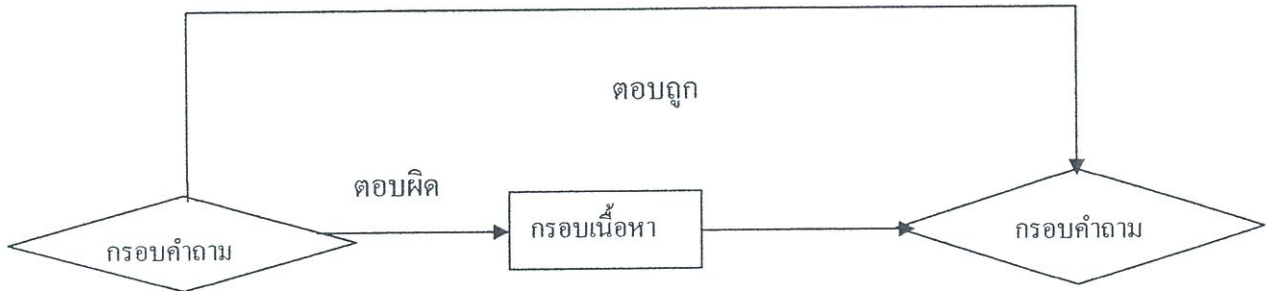 ตอบถูก
ตอบผิด
กรอบคำถาม
กรอบเนื้อหา
กรอบคำถาม